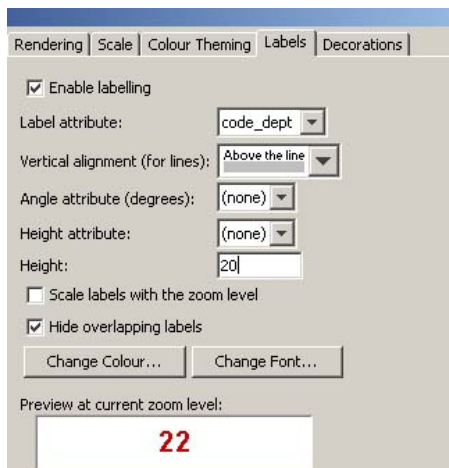 Rendering Scale Colour Theming Labels Decorations
Enable labelling
Label attribute: code_dept
Vertical alignment (for lines): Above the line
Angle attribute (degrees): (none)
Height attribute: (none)
Height: 20
Scale labels with the zoom level
Hide overlapping labels
Change Colour... Change Font...
Preview at current zoom level:
22